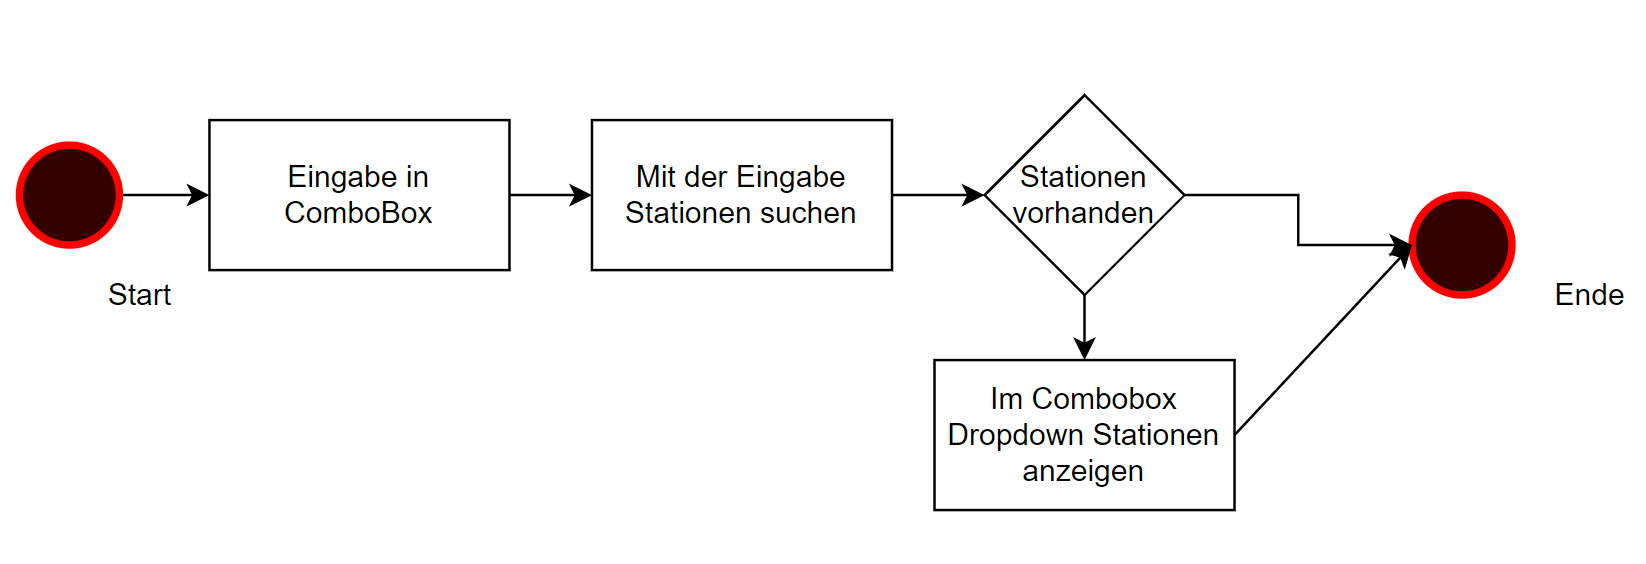 Start
Eingabe in
ComboBox
Mit der Eingabe
Stationen suchen
Stationen
vorhanden
Im Combobox
Dropdown Stationen
anzeigen
Ende